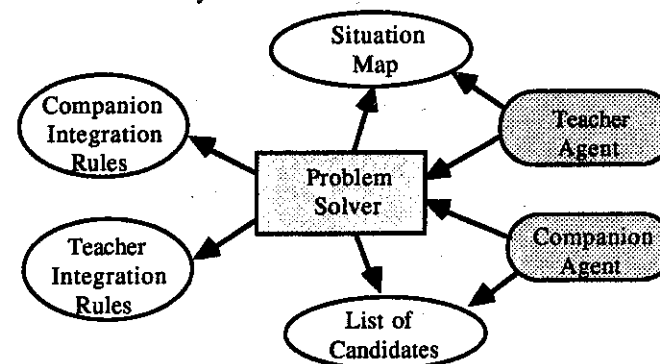 Situation
Map
Companion
Integration
Rules
Teacher
Agent
Problem
Solver
Teacher
Integration
Rules
Companion
Agent
List of
Candidates